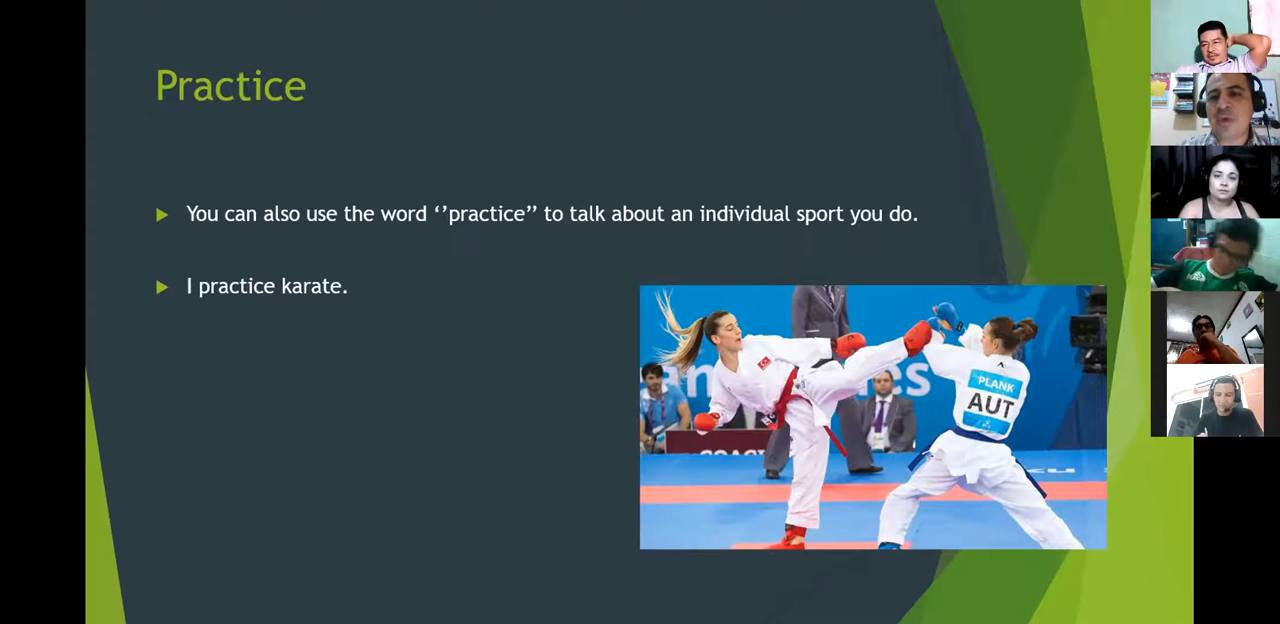 Practice
You can also use the word ‘’practice’’ to talk about an individual sport you do.
I practice karate.
PLANK
AUT